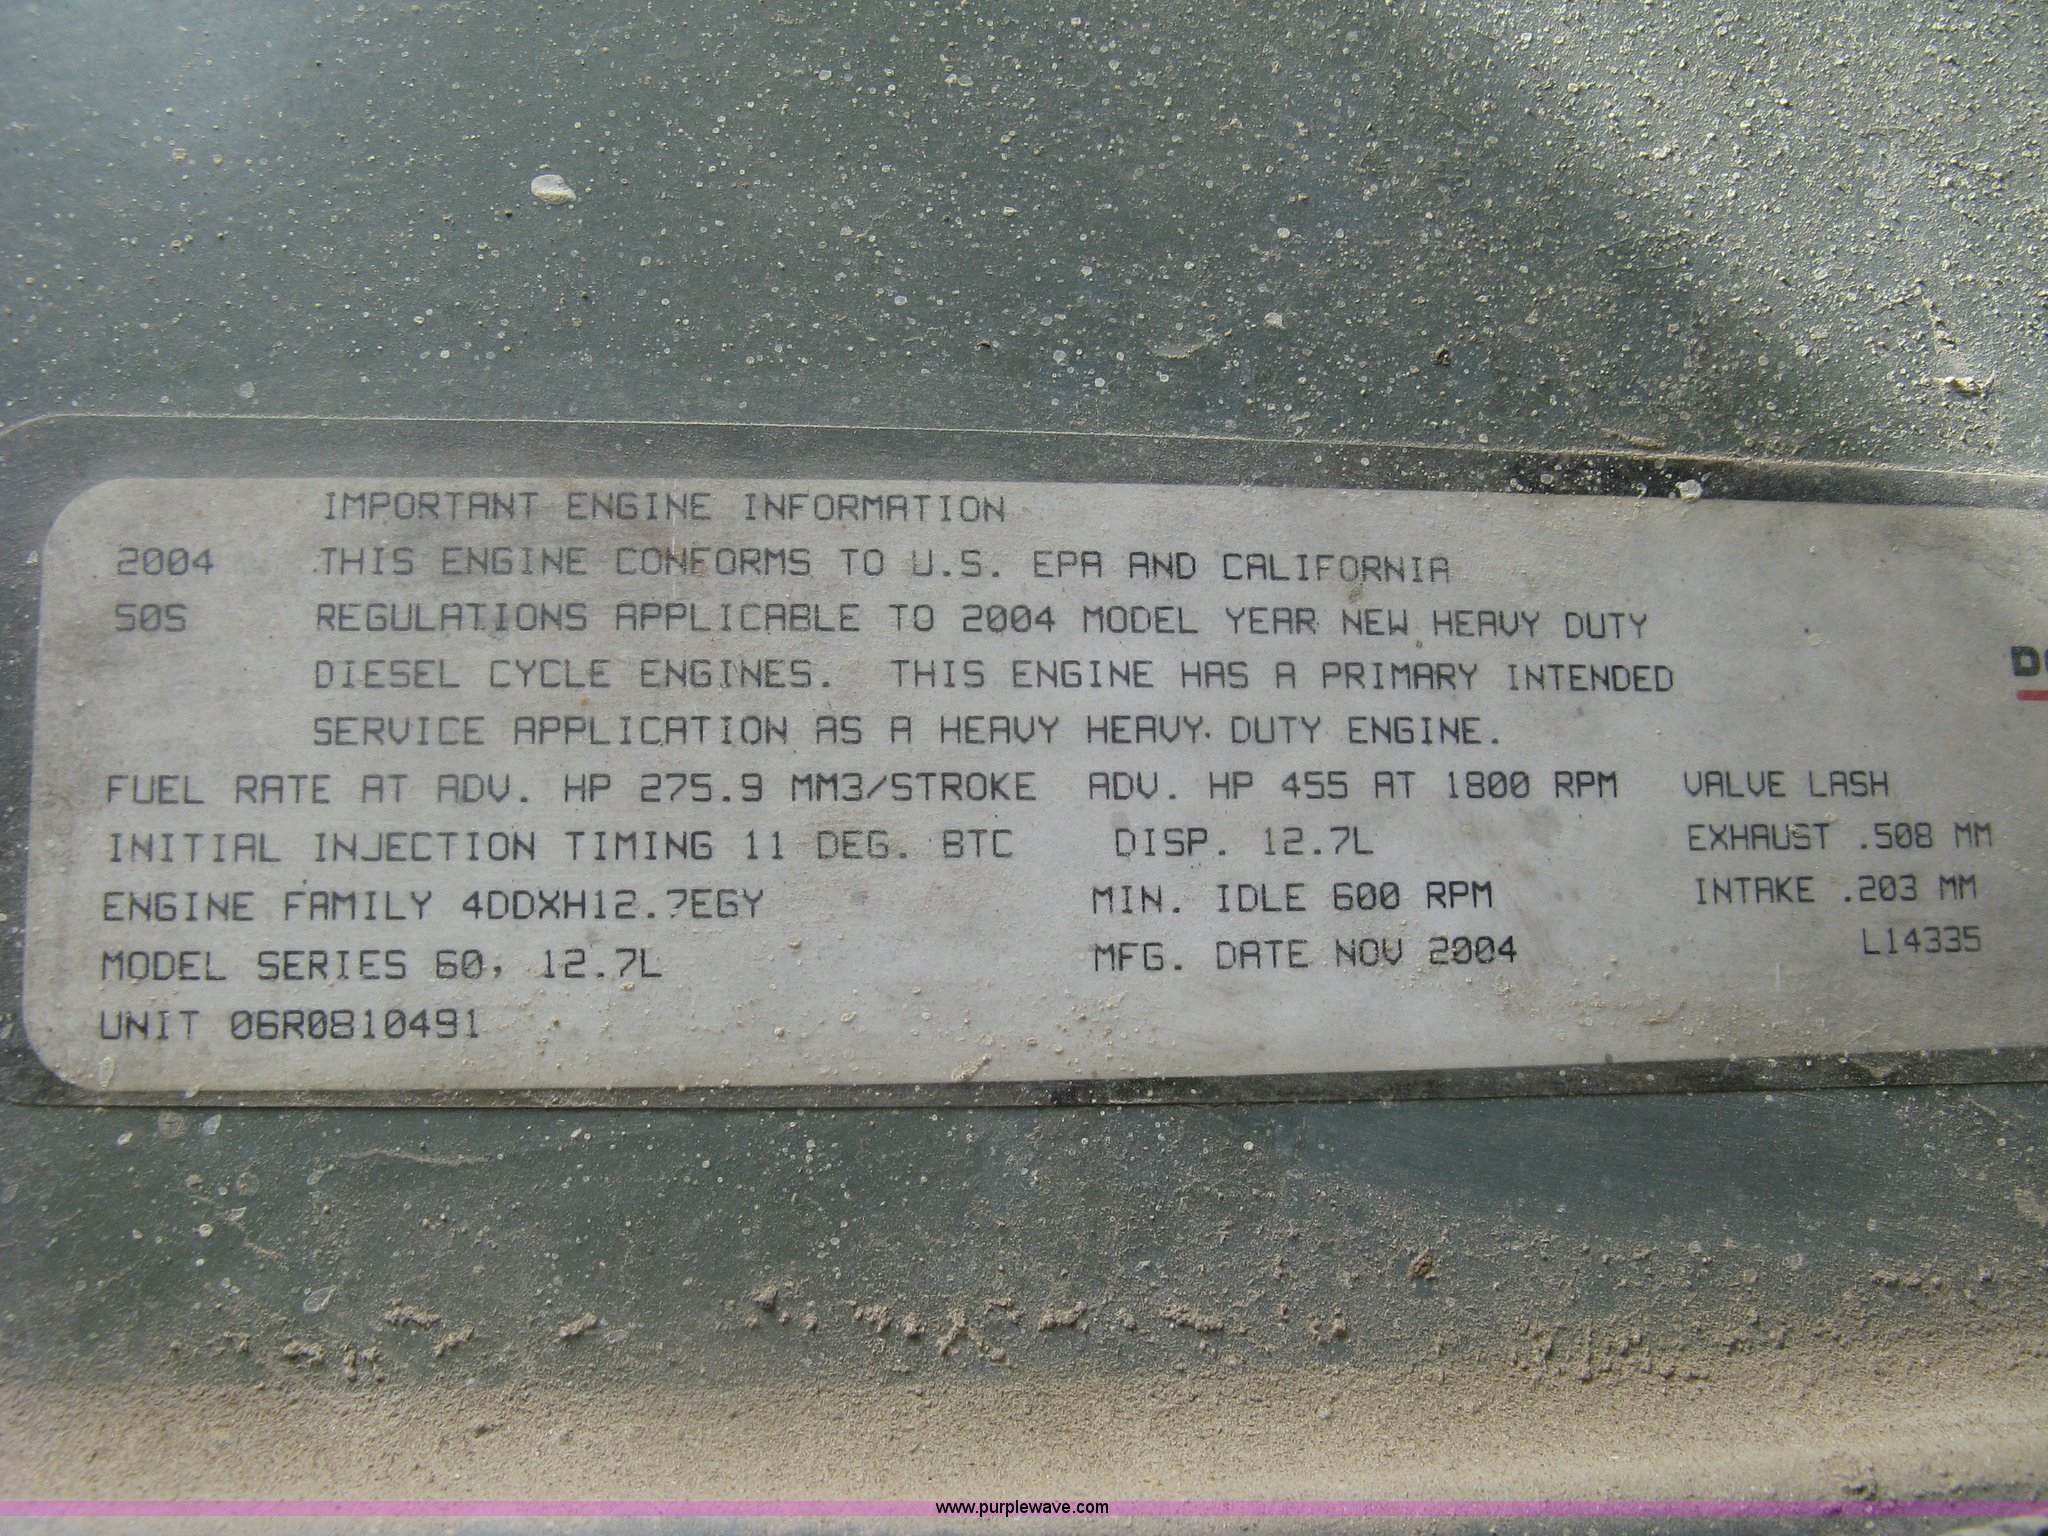 IMPORTANT ENGINE INFORMATION
2004 THIS ENGINE CONFORMS TO U.S. EPA AND CALIFORNIA
50S REGULATIONS APPLICABLE TO 2004 MODEL YEAR NEW HEAVY DUTY
DIESEL CYCLE ENGINES. THIS ENGINE HAS A PRIMARY INTENDED
SERVICE APPLICATION AS A HEAVY HEAVY DUTY ENGINE.
FUEL RATE AT ADV. HP 275.9 MM3/STROKE ADV. HP 455 AT 1800 RPM VALVE LASH
INITIAL INJECTION TIMING 11 DEG. BTC DISP. 12.7L EXHAUST .508 MM
ENGINE FAMILY 4DDXH12.7EGY MIN. IDLE 600 RPM INTAKE .203 MM
MODEL SERIES 60, 12.7L MFG. DATE NOV 2004 L14335
UNIT 06R0810491
www.purplewave.com